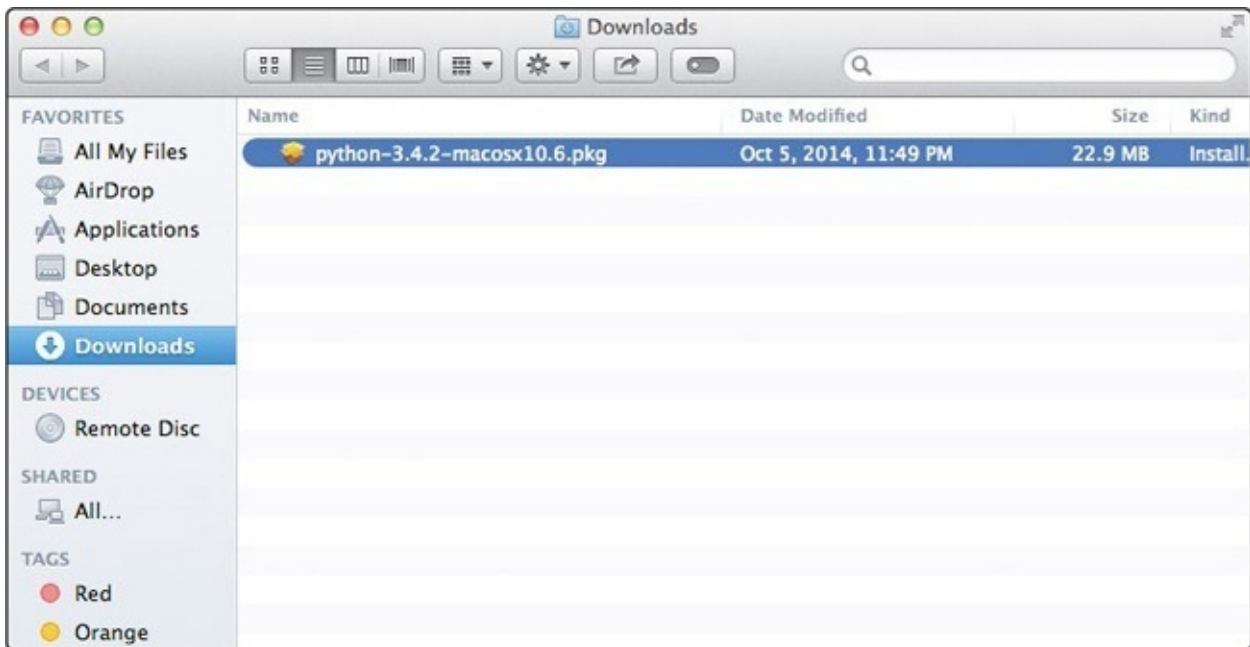 Downloads
FAVORITES
All My Files
AirDrop
Applications
Desktop
Documents
Downloads
DEVICES
Remote Disc
SHARED
All...
TAGS
Red
Orange
Name Date Modified Size Kind
python-3.4.2-macosx10.6.pkg Oct 5, 2014, 11:49 PM 22.9 MB Install.